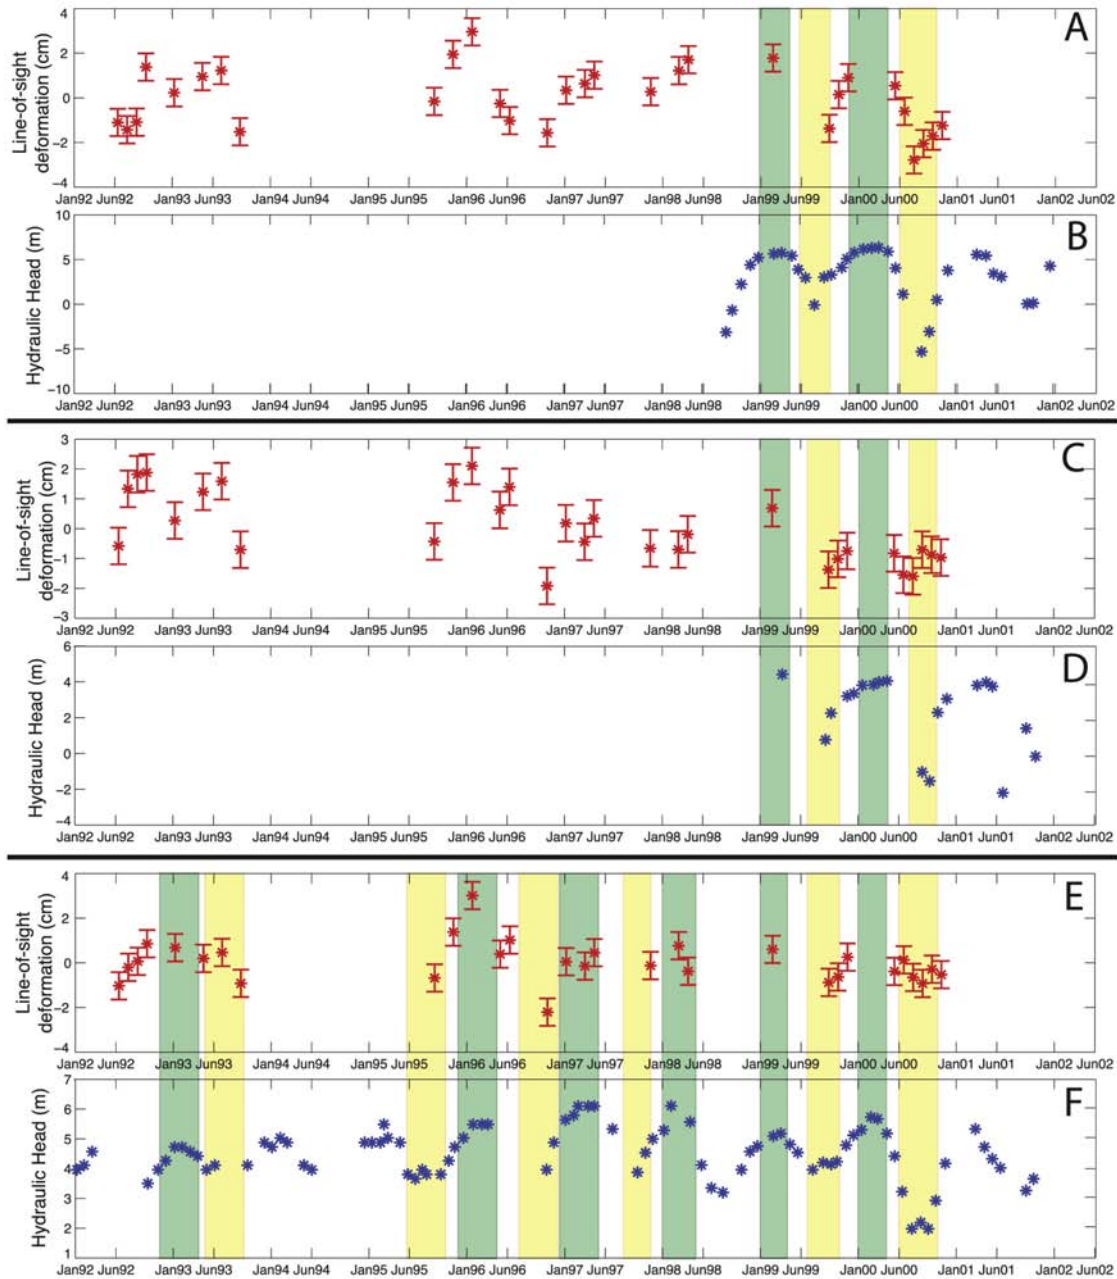 A
Line-of-sight
deformation (cm)
4
2
0
−2
−4
Jan92 Jun92 Jan93 Jun93 Jan94 Jun94 Jan95 Jun95 Jan96 Jun96 Jan97 Jun97 Jan98 Jun98 Jan99 Jun99 Jan00 Jun00 Jan01 Jun01 Jan02 Jun02
B
Hydraulic Head (m)
10
5
0
−5
−10
Jan92 Jun92 Jan93 Jun93 Jan94 Jun94 Jan95 Jun95 Jan96 Jun96 Jan97 Jun97 Jan98 Jun98 Jan99 Jun99 Jan00 Jun00 Jan01 Jun01 Jan02 Jun02
C
Line-of-sight
deformation (cm)
3
2
1
0
−1
−2
−3
Jan92 Jun92 Jan93 Jun93 Jan94 Jun94 Jan95 Jun95 Jan96 Jun96 Jan97 Jun97 Jan98 Jun98 Jan99 Jun99 Jan00 Jun00 Jan01 Jun01 Jan02 Jun02
D
Hydraulic Head (m)
6
4
2
0
−2
−4
Jan92 Jun92 Jan93 Jun93 Jan94 Jun94 Jan95 Jun95 Jan96 Jun96 Jan97 Jun97 Jan98 Jun98 Jan99 Jun99 Jan00 Jun00 Jan01 Jun01 Jan02 Jun02
E
Line-of-sight
deformation (cm)
4
2
0
−2
−4
Jan92 Jun92 Jan93 Jun93 Jan94 Jun94 Jan95 Jun95 Jan96 Jun96 Jan97 Jun97 Jan98 Jun98 Jan99 Jun99 Jan00 Jun00 Jan01 Jun01 Jan02 Jun02
F
Hydraulic Head (m)
7
6
5
4
3
2
1
Jan92 Jun92 Jan93 Jun93 Jan94 Jun94 Jan95 Jun95 Jan96 Jun96 Jan97 Jun97 Jan98 Jun98 Jan99 Jun99 Jan00 Jun00 Jan01 Jun01 Jan02 Jun02